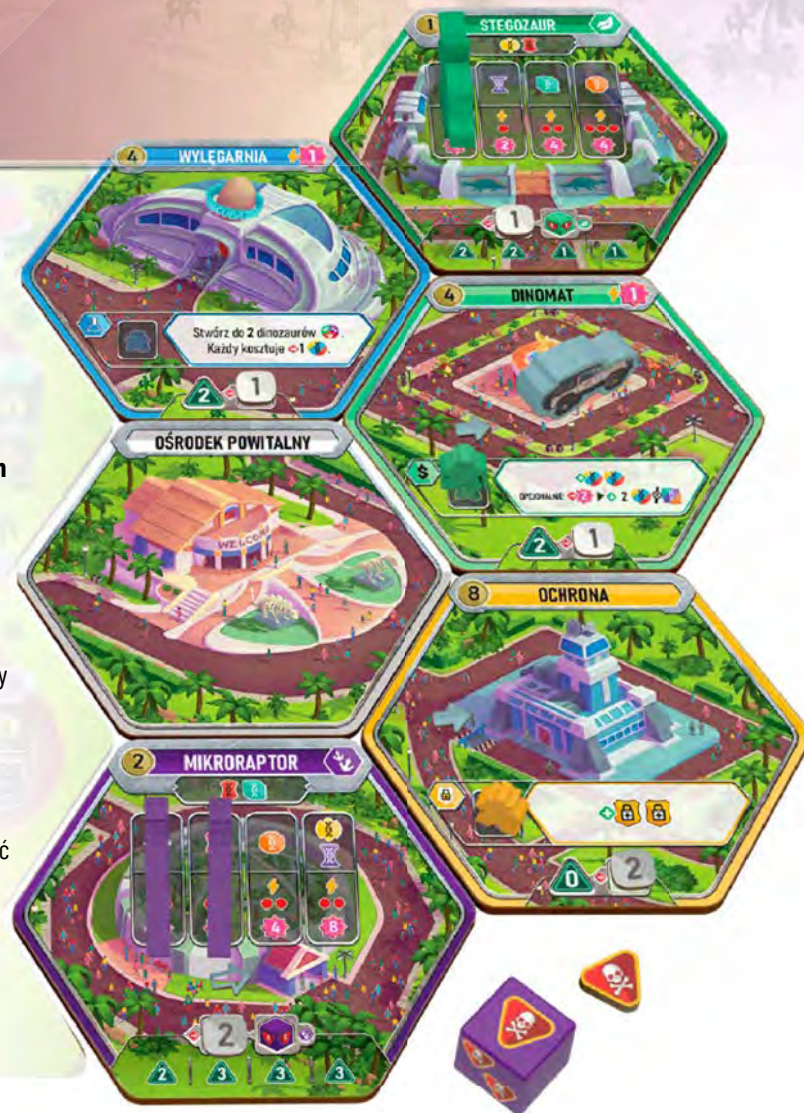 1
STEGOZAUR
2
4
4
1
2
2
1
1
4
WYLĘGARNIA
1
INCUBATOR
Stwórz do 2 dinozaurów
Każdy kosztuje 1
2
1
4
DINOMAT
1
$
OPCJONALNIE: 2
2
2
1
OŚRODEK POWITALNY
WELCOME
8
OCHRONA
0
2
y
ć
2
MIKRORAPTOR
4
8
2
2
3
3
3